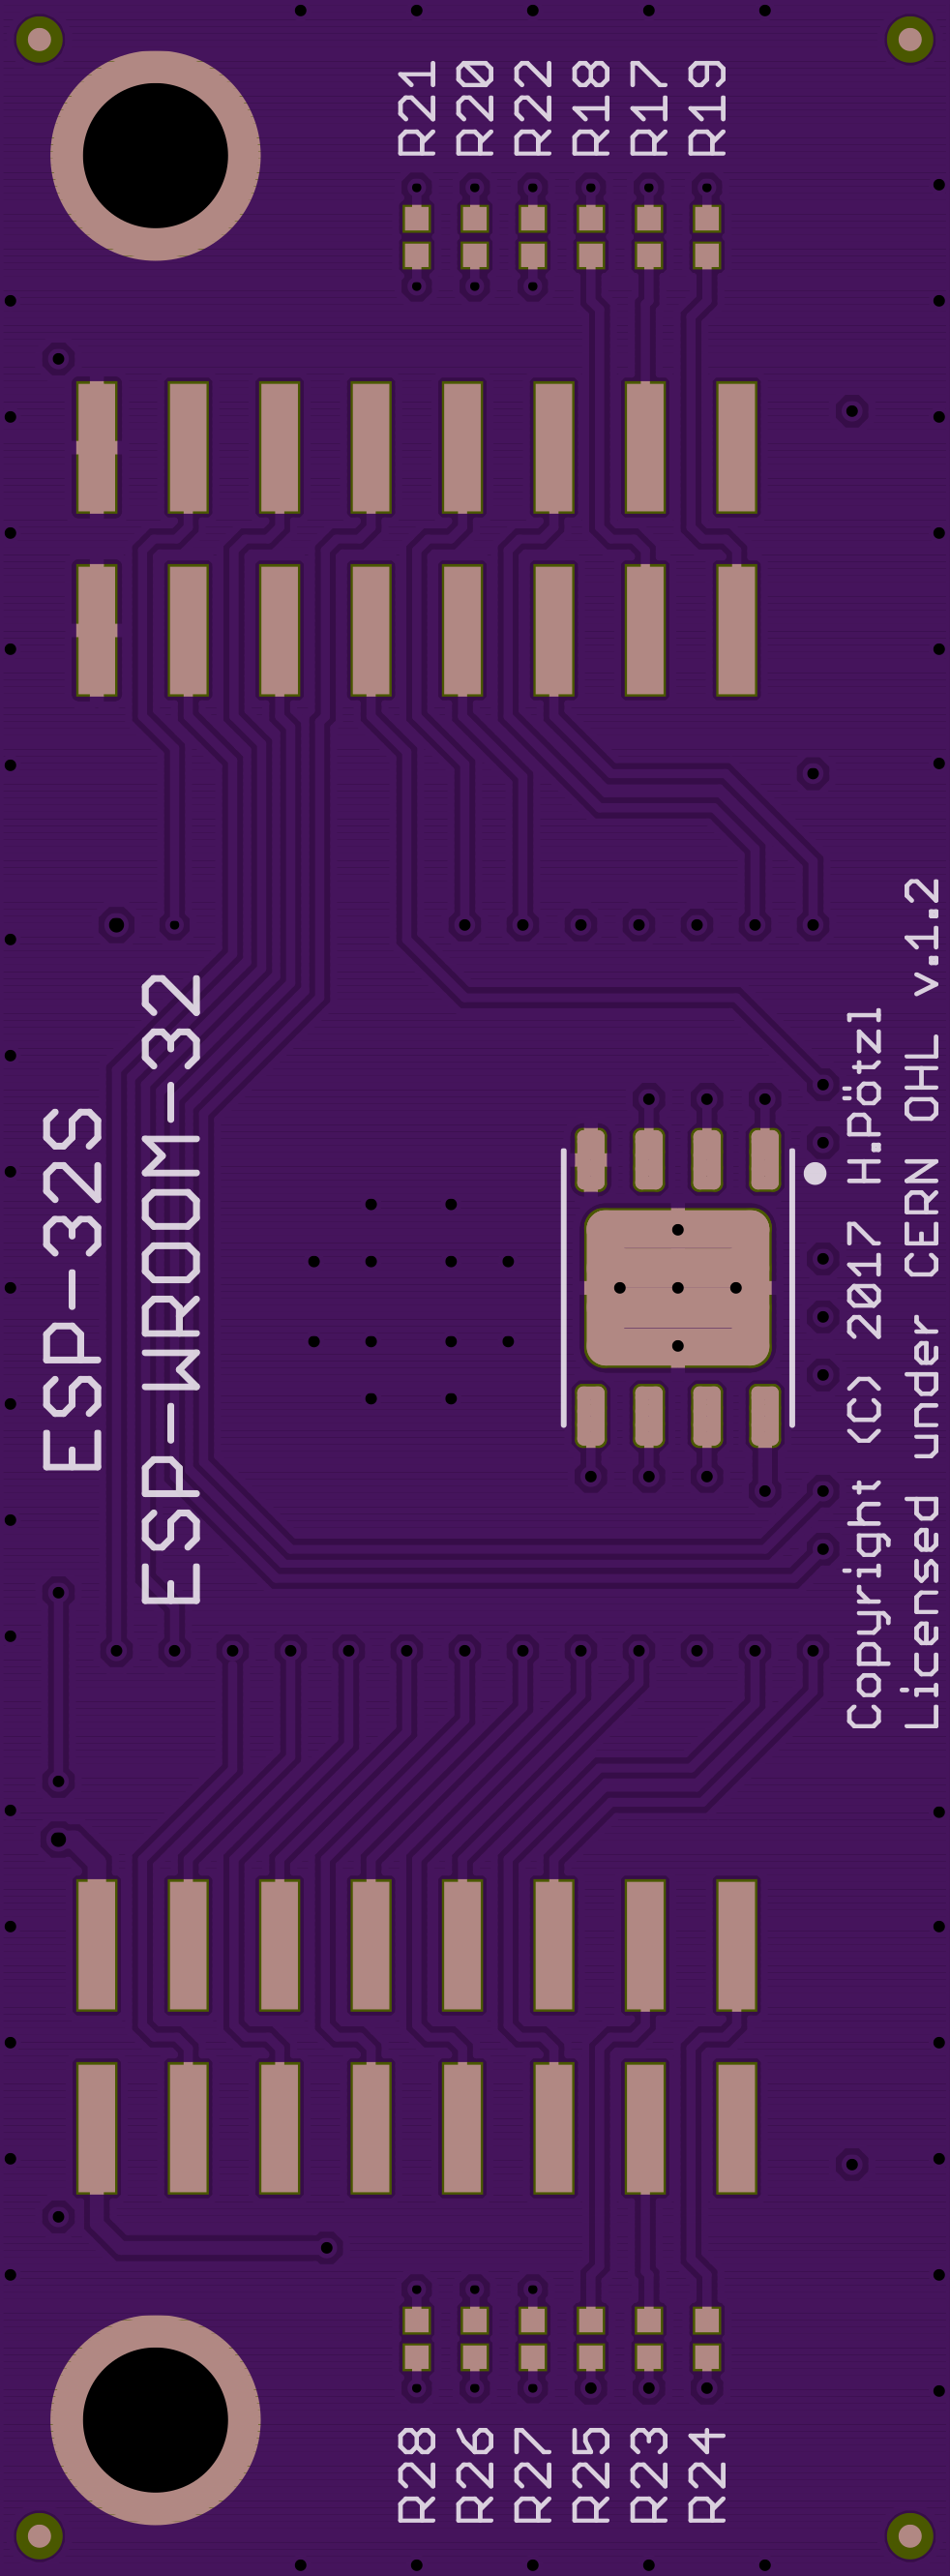 R21
R20
R22
R18
R17
R19
ESP-32S
ESP-WROOM-32
Copyright (C) 2017 H.Pötzl
Licensed under CERN OHL v.1.2
R28
R26
R27
R25
R23
R24